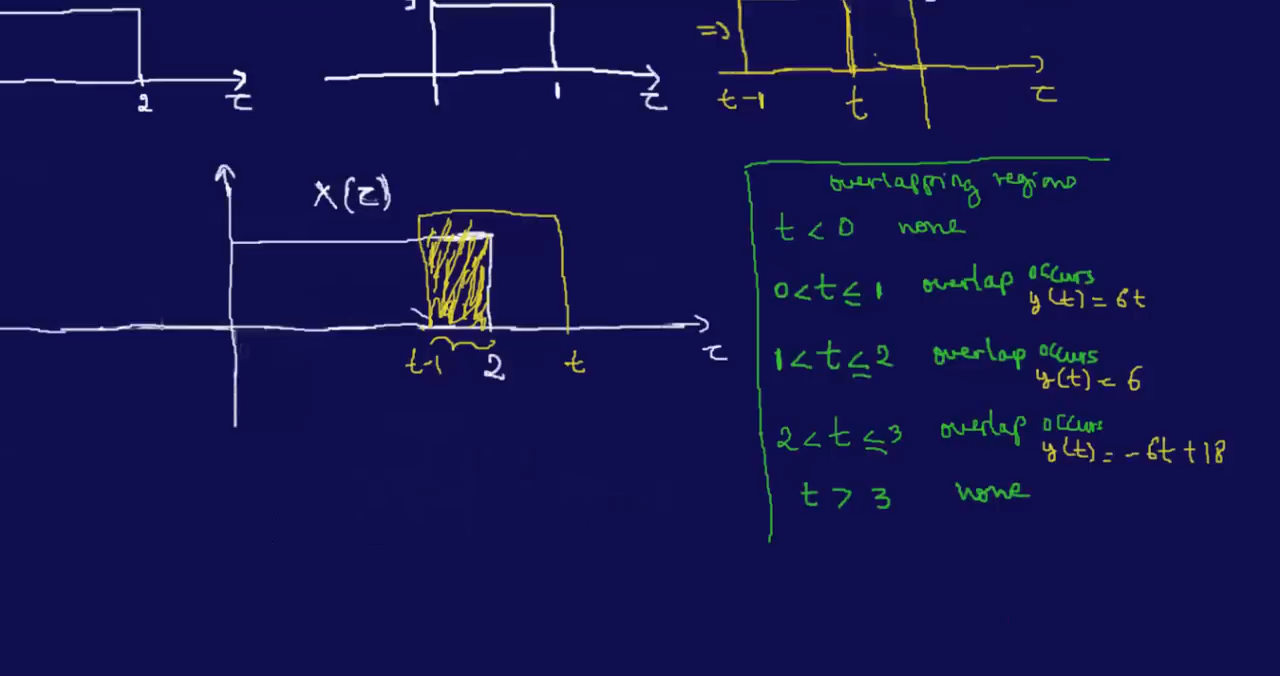 2 τ
1 τ
=>
t-1 t τ
x(τ)
t-1 2 t τ
overlapping regions
t < 0 none
0 < t ≤ 1 overlap occurs
y(t) = 6t
1 < t ≤ 2 overlap occurs
y(t) = 6
2 < t ≤ 3 overlap occurs
y(t) = -6t + 18
t > 3 none